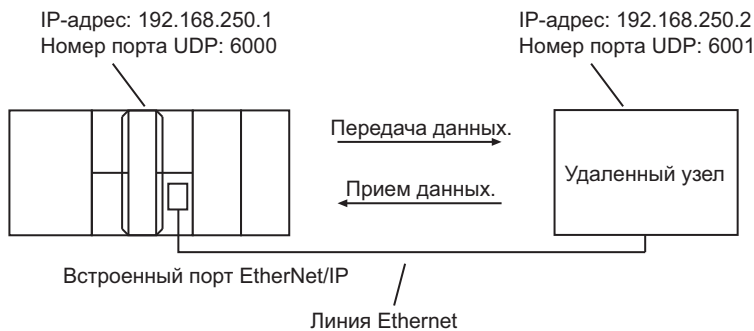 IP-адрес: 192.168.250.1
Номер порта UDP: 6000
IP-адрес: 192.168.250.2
Номер порта UDP: 6001
Передача данных.
Прием данных.
Удаленный узел
Встроенный порт EtherNet/IP
Линия Ethernet